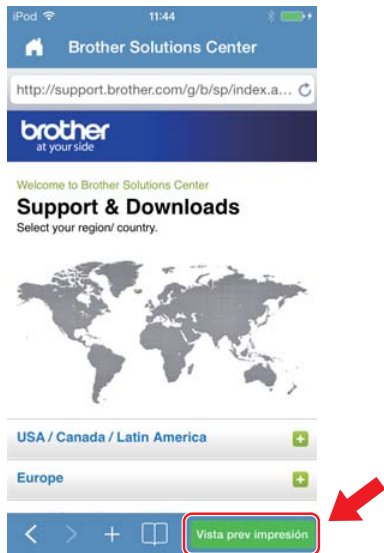 iPod 11:44
Brother Solutions Center
http://support.brother.com/g/b/sp/index.a...
brother
at your side
Welcome to Brother Solutions Center
Support & Downloads
Select your region/ country.
USA / Canada / Latin America
Europe
Vista prev impresión